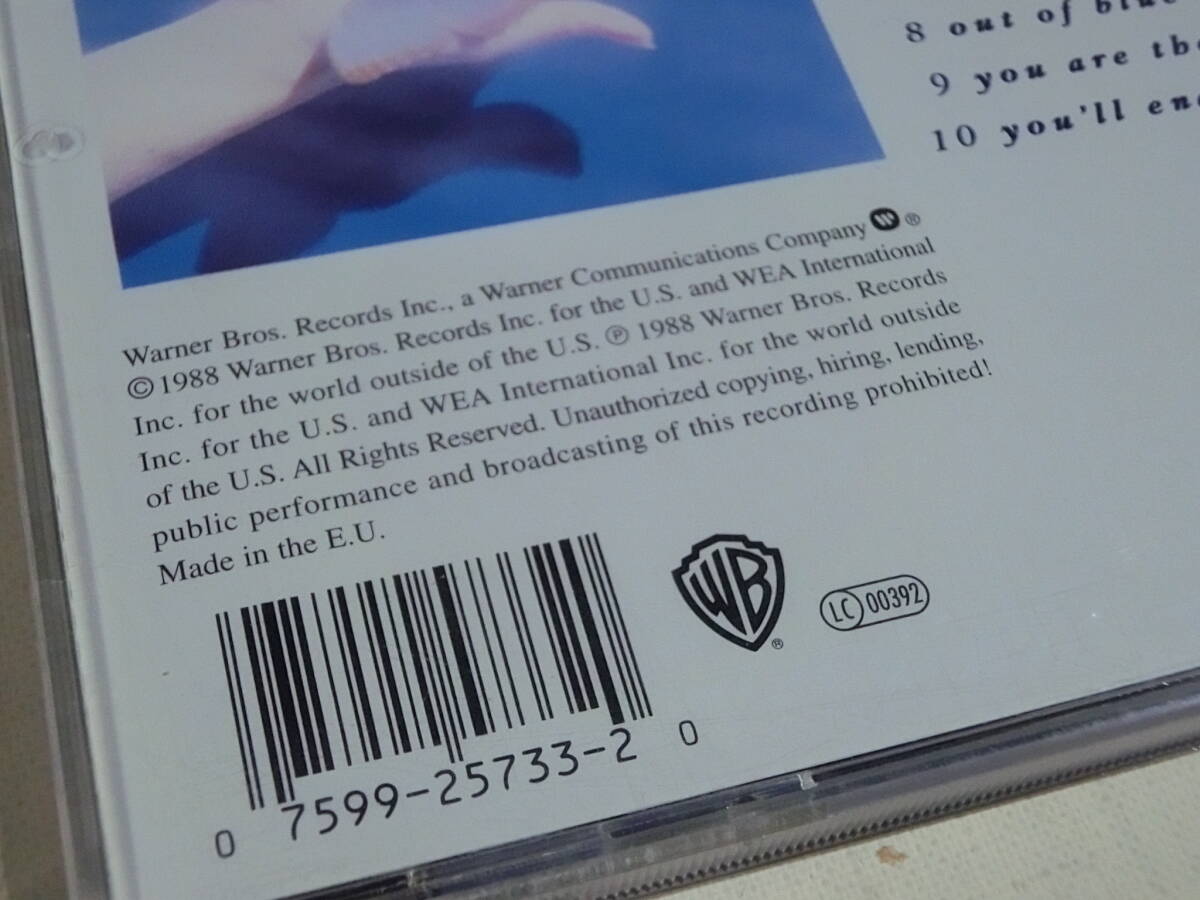 8 out of
9 you are
10 you'll
Warner Bros. Records Inc., a Warner Communications Company W ®
©1988 Warner Bros. Records Inc. for the U.S. and WEA International
Inc. for the world outside of the U.S. ℗ 1988 Warner Bros. Records
Inc. for the U.S. and WEA International Inc. for the world outside
of the U.S. All Rights Reserved. Unauthorized copying, hiring, lending,
public performance and broadcasting of this recording prohibited!
Made in the E.U.
WB ®
LC 00392
0 7599-25733-2 0